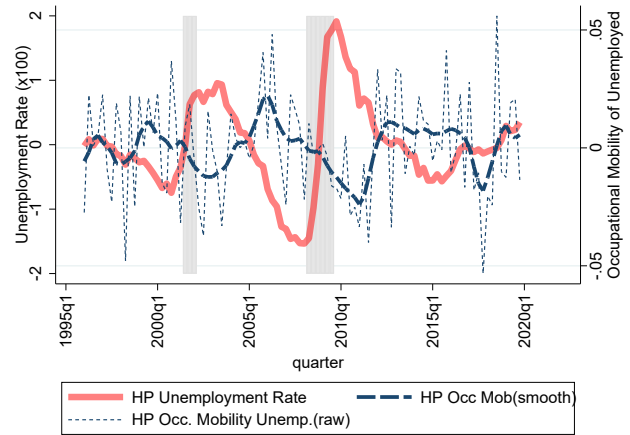 2
1
0
-1
-2
Unemployment Rate (x100)
.05
0
-.05
Occupational Mobility of Unemployed
1995q1
2000q1
2005q1
2010q1
2015q1
2020q1
quarter
HP Unemployment Rate
HP Occ Mob(smooth)
HP Occ. Mobility Unemp.(raw)